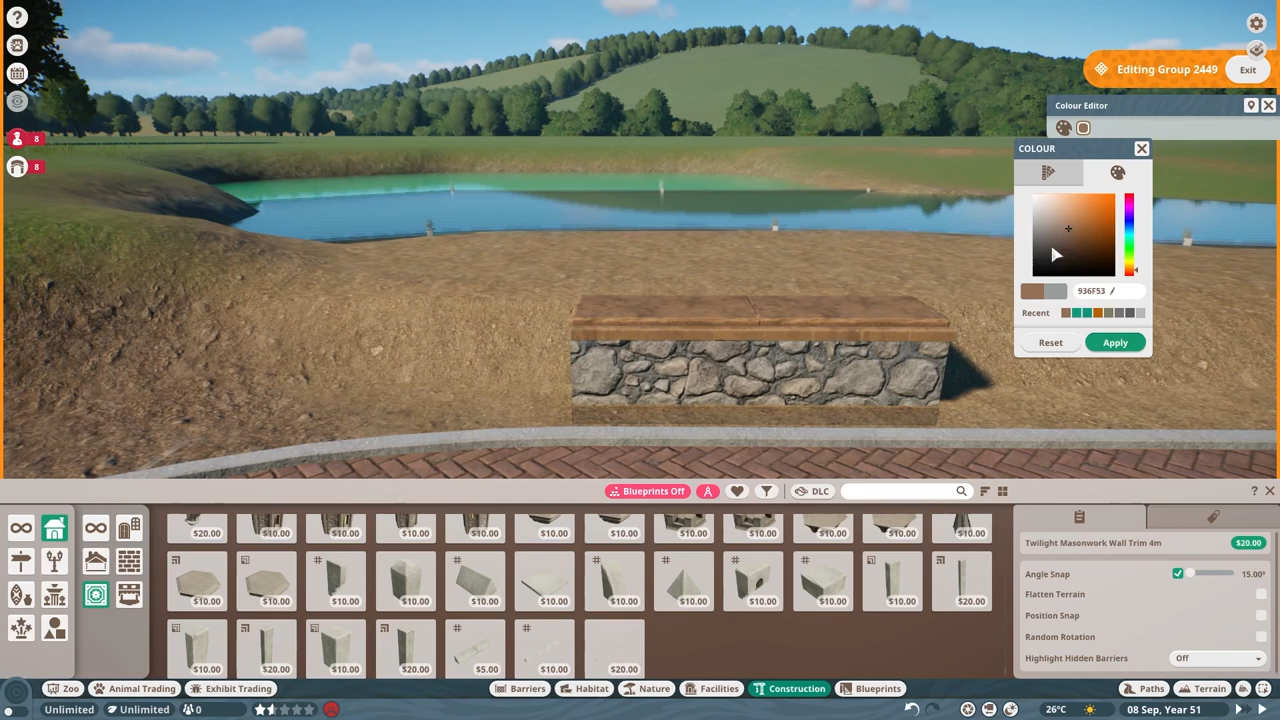 ?
Editing Group 2449
Exit
Colour Editor
8
8
COLOUR
936F53
Recent
Reset
Apply
Blueprints Off
DLC
?
$20.00 $10.00 $10.00 $10.00 $10.00 $10.00 $10.00 $10.00 $10.00 $10.00 $10.00 $10.00
$10.00 $10.00 $10.00 $10.00 $10.00 $10.00 $10.00 $10.00 $10.00 $10.00 $10.00 $20.00
$10.00 $20.00 $10.00 $20.00 $5.00 $10.00 $20.00
Twilight Masonwork Wall Trim 4m $20.00
Angle Snap 15.00°
Flatten Terrain
Position Snap
Random Rotation
Highlight Hidden Barriers Off
Zoo Animal Trading Exhibit Trading Barriers Habitat Nature Facilities Construction Blueprints Paths Terrain
Unlimited Unlimited 0 26°C 08 Sep, Year 51